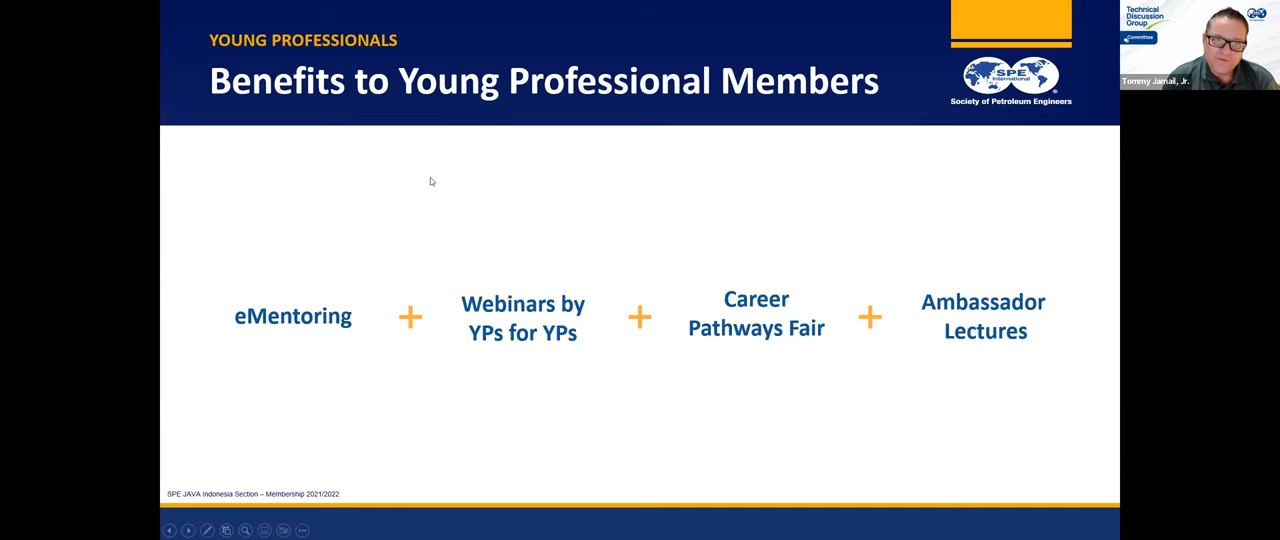 YOUNG PROFESSIONALS
Benefits to Young Professional Members
SPE
International
®
Society of Petroleum Engineers
Technical
Discussion
Group
Committee
Tommy Jamail, Jr.
eMentoring
+
Webinars by
YPs for YPs
+
Career
Pathways Fair
+
Ambassador
Lectures
SPE JAVA Indonesia Section – Membership 2021/2022